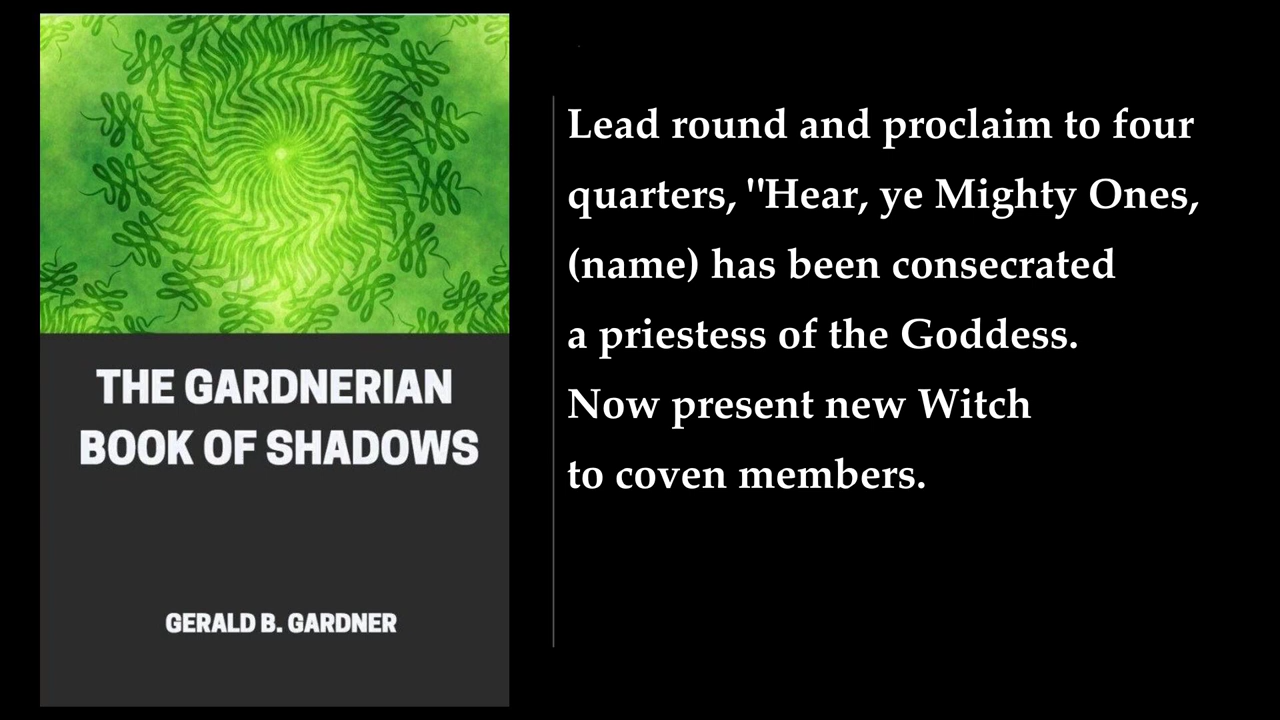 THE GARDNERIAN
BOOK OF SHADOWS
GERALD B. GARDNER
Lead round and proclaim to four
quarters, "Hear, ye Mighty Ones,
(name) has been consecrated
a priestess of the Goddess.
Now present new Witch
to coven members.